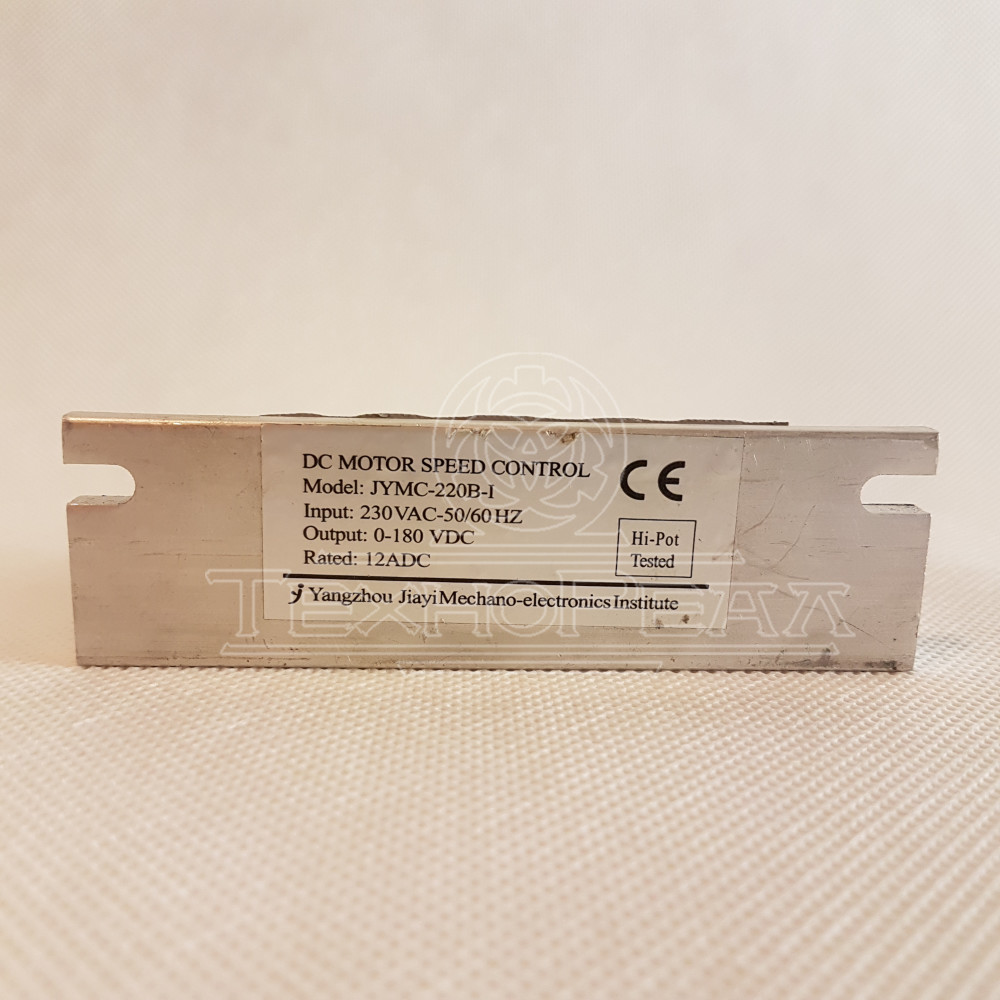 DC MOTOR SPEED CONTROL
Model: JYMC-220B-I
Input: 230VAC-50/60HZ
Output: 0-180 VDC
Rated: 12ADC
CE
Hi-Pot
Tested
Yangzhou Jiayi Mechano-electronics Institute
ТЕХНОРЕАЛ